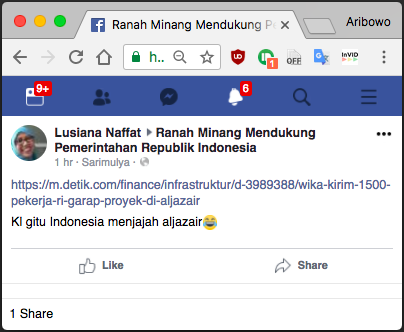 Ranah Minang Mendukung Pe
Aribowo
h..
OFF
InVID
1
9+
6
Lusiana Naffat ▸ Ranah Minang Mendukung
Pemerintahan Republik Indonesia
1 hr · Sarimulya ·
https://m.detik.com/finance/infrastruktur/d-3989388/wika-kirim-1500-
pekerja-ri-garap-proyek-di-aljazair
Kl gitu Indonesia menjajah aljazair😂
Like
Share
1 Share